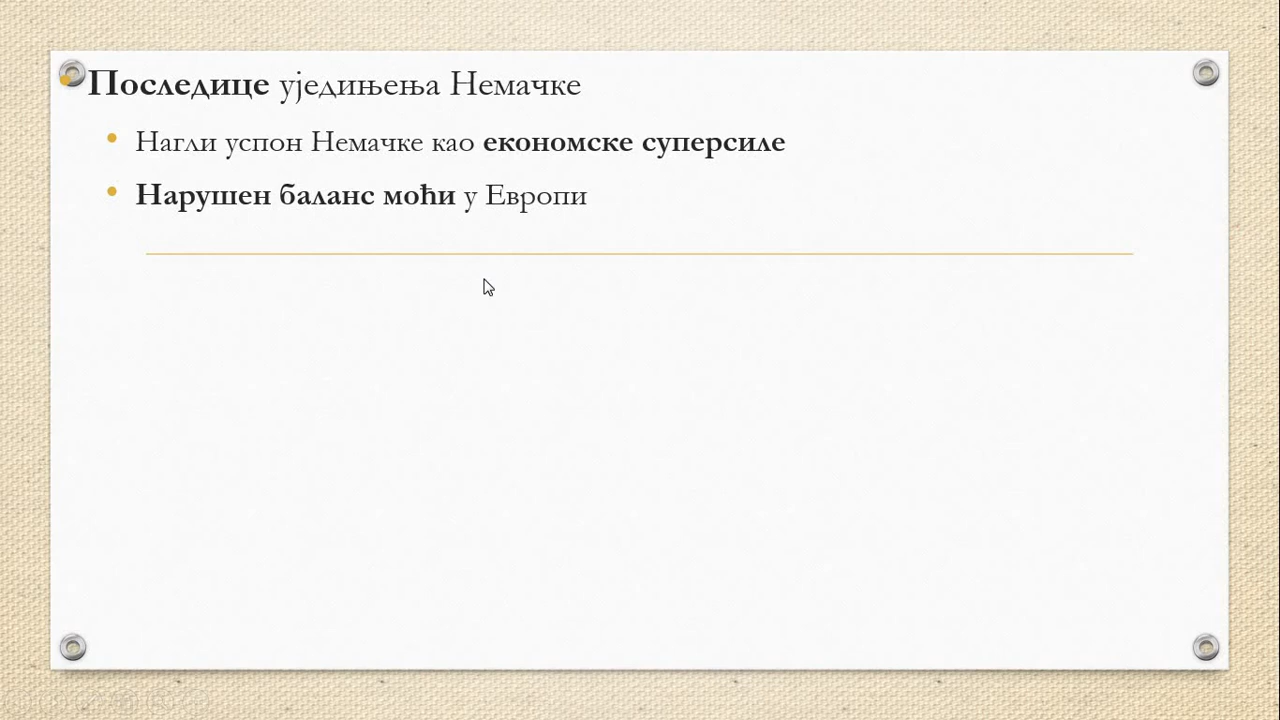 Последице уједињења Немачке
Нагли успон Немачке као економске суперсиле
Нарушен баланс моћи у Европи